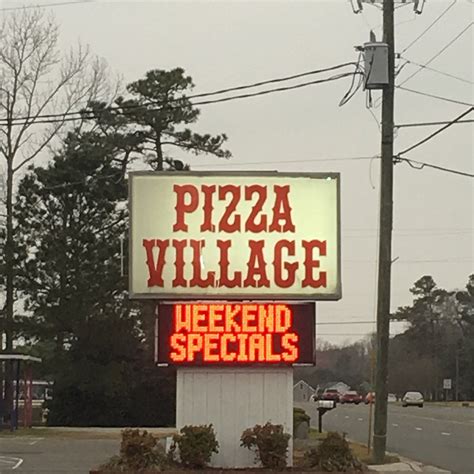 PIZZA
VILLAGE
WEEKEND
SPECIALS